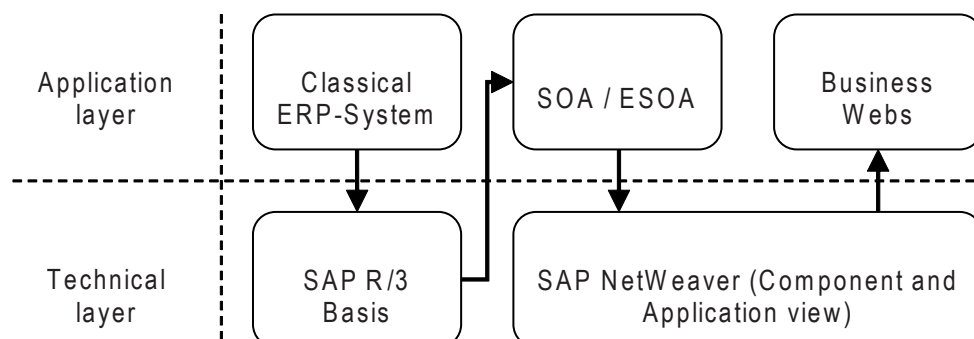 Application
layer
Classical
ERP-System
SOA / ESOA
Business
Webs
Technical
layer
SAP R/3
Basis
SAP NetWeaver (Component and
Application view)